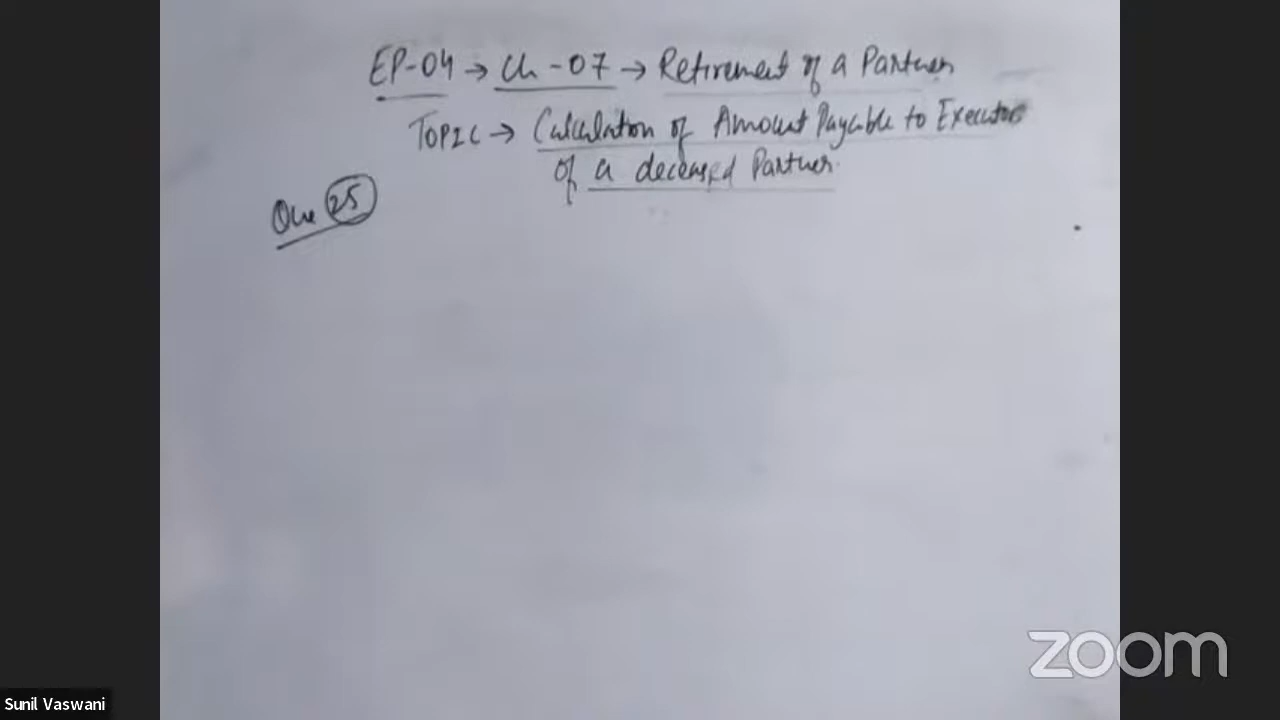 EP-04 → Ch-07 → Retirement of a Partner
TOPIC → Calculation of Amount Payable to Executor
of a deceased Partner.
Que 25
zoom
Sunil Vaswani